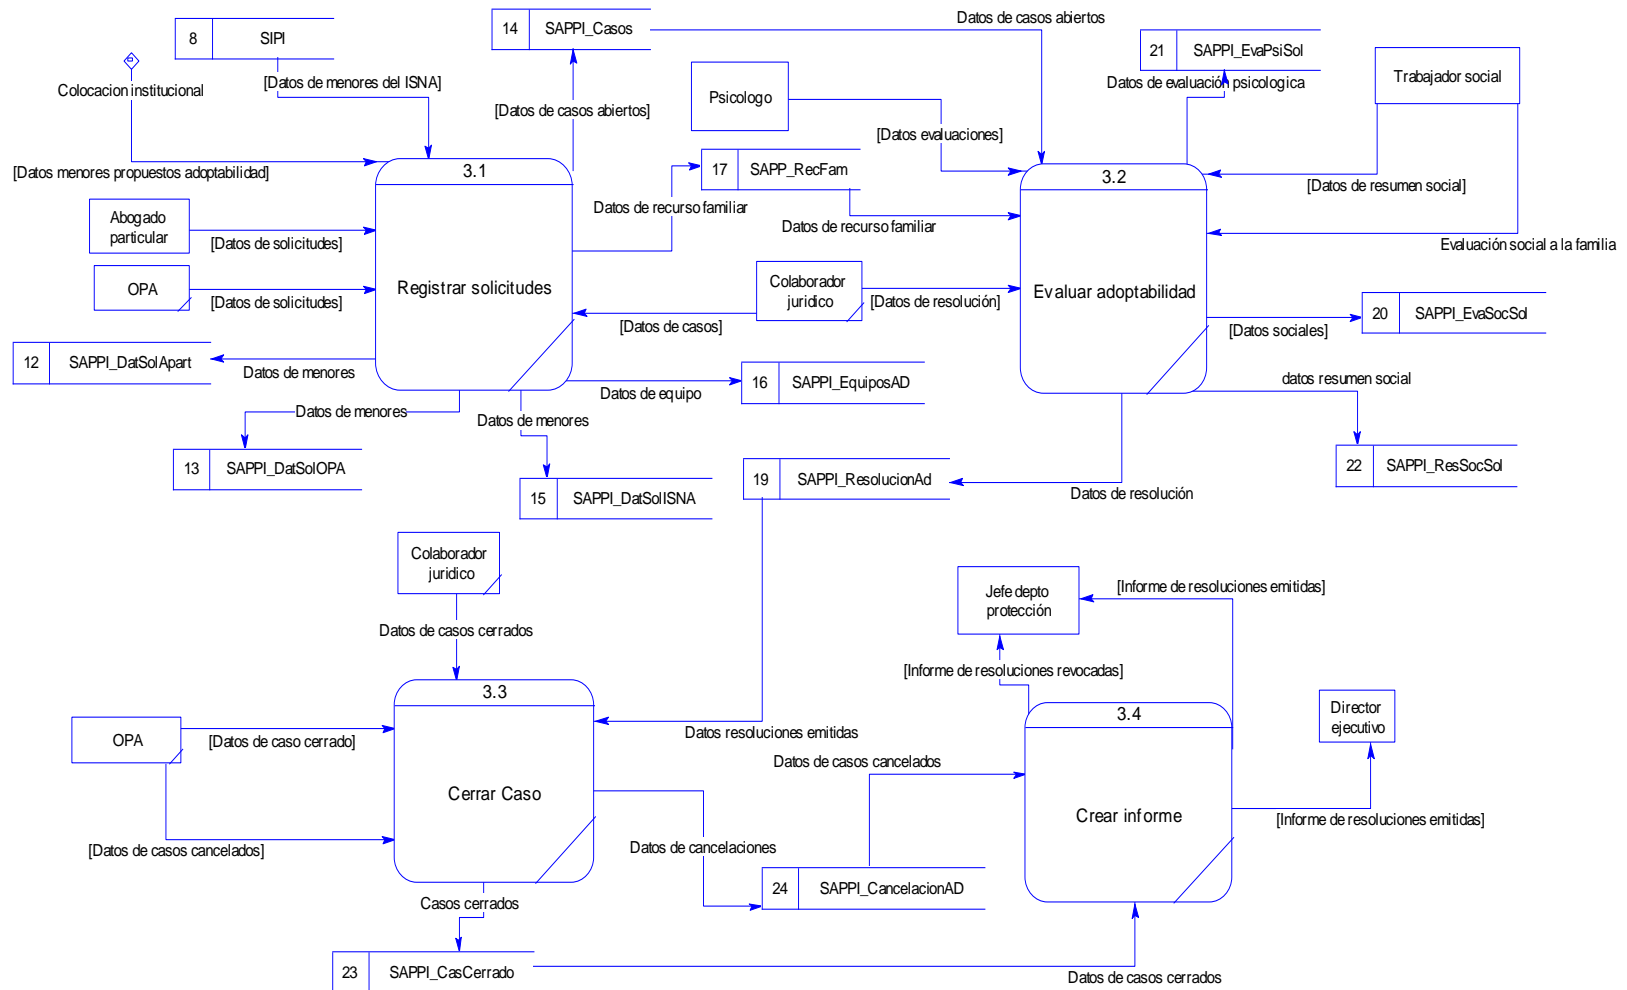 8
SIPI
14
SAPPI_Casos
Datos de casos abiertos
21
SAPPI_EvaPsiSol
Trabajador social
Colocacion institucional
[Datos de menores del ISNA]
[Datos de casos abiertos]
Psicologo
Datos de evaluación psicologica
[Datos evaluaciones]
[Datos menores propuestos adoptabilidad]
3.1
17
SAPP_RecFam
3.2
[Datos de resumen social]
Abogado
particular
[Datos de solicitudes]
Datos de recurso familiar
Datos de recurso familiar
Evaluación social a la familia
OPA
[Datos de solicitudes]
Registrar solicitudes
Colaborador
juridico
[Datos de resolución]
Evaluar adoptabilidad
[Datos de casos]
[Datos sociales]
20
SAPPI_EvaSocSol
12
SAPPI_DatSolApart
Datos de menores
16
SAPPI_EquiposAD
Datos de equipo
datos resumen social
Datos de menores
Datos de menores
13
SAPPI_DatSolOPA
15
SAPPI_DatSolISNA
19
SAPPI_ResolucionAd
Datos de resolución
22
SAPPI_ResSocSol
Colaborador
juridico
Datos de casos cerrados
Jefe depto
protección
[Informe de resoluciones emitidas]
[Informe de resoluciones revocadas]
3.3
3.4
Director
ejecutivo
OPA
[Datos de caso cerrado]
Datos resoluciones emitidas
Datos de casos cancelados
Cerrar Caso
Crear informe
[Informe de resoluciones emitidas]
[Datos de casos cancelados]
Datos de cancelaciones
24
SAPPI_CancelacionAD
Casos cerrados
23
SAPPI_CasCerrado
Datos de casos cerrados